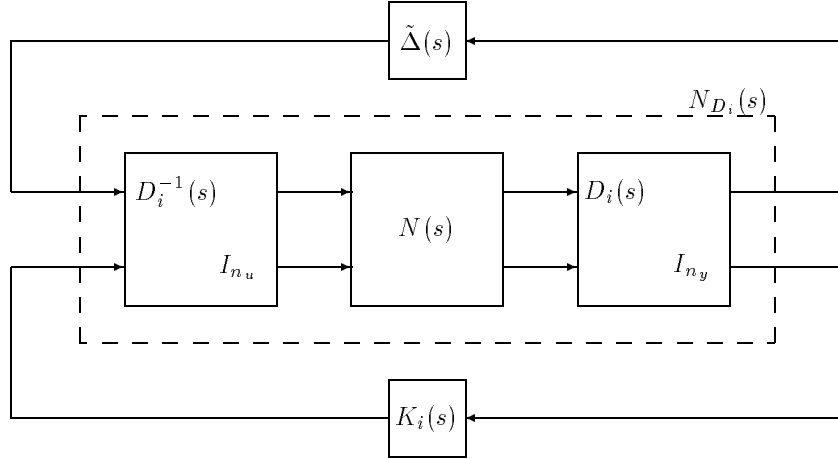 Δ̃(s)
N_{D_i}(s)
D_i^{-1}(s)
I_{n_u}
N(s)
D_i(s)
I_{n_y}
K_i(s)